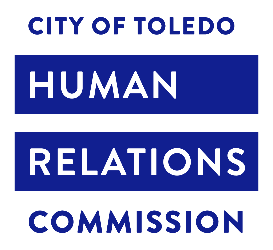 CITY OF TOLEDO
HUMAN
RELATIONS
COMMISSION